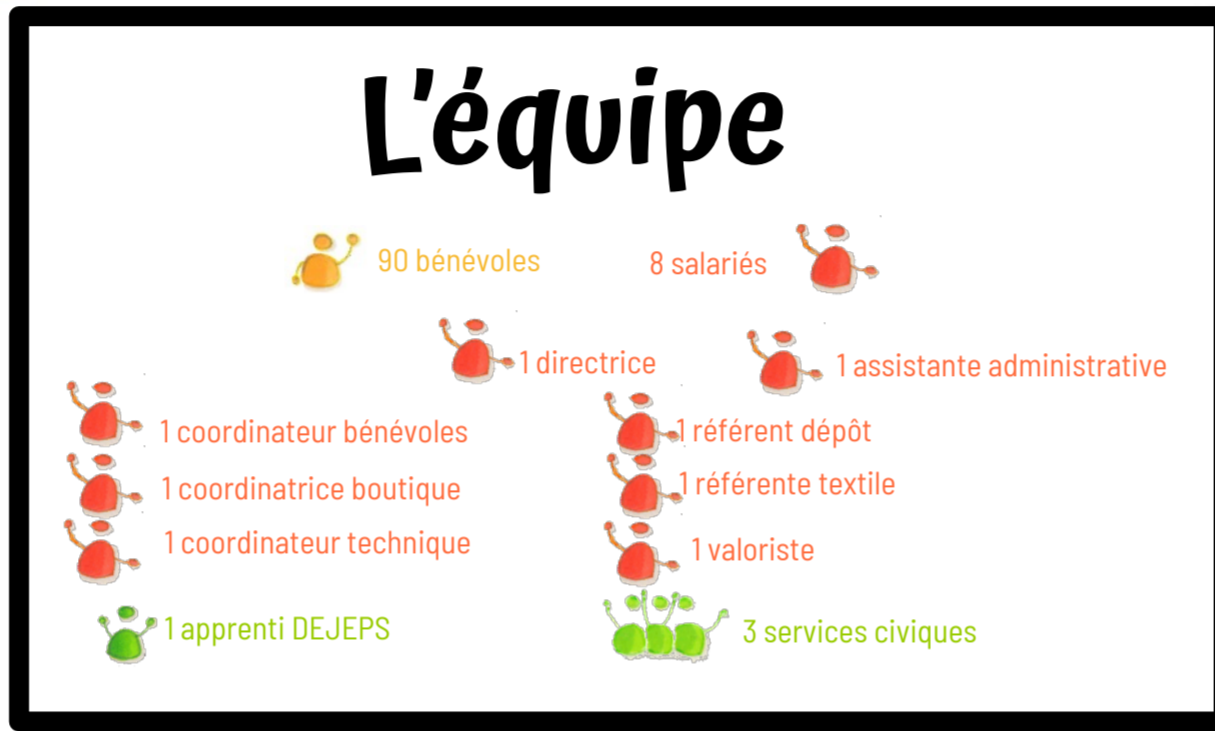 L'équipe
90 bénévoles
8 salariés
1 directrice
1 assistante administrative
1 coordinateur bénévoles
1 coordinatrice boutique
1 coordinateur technique
1 référent dépôt
1 référente textile
1 valoriste
1 apprenti DEJEPS
3 services civiques